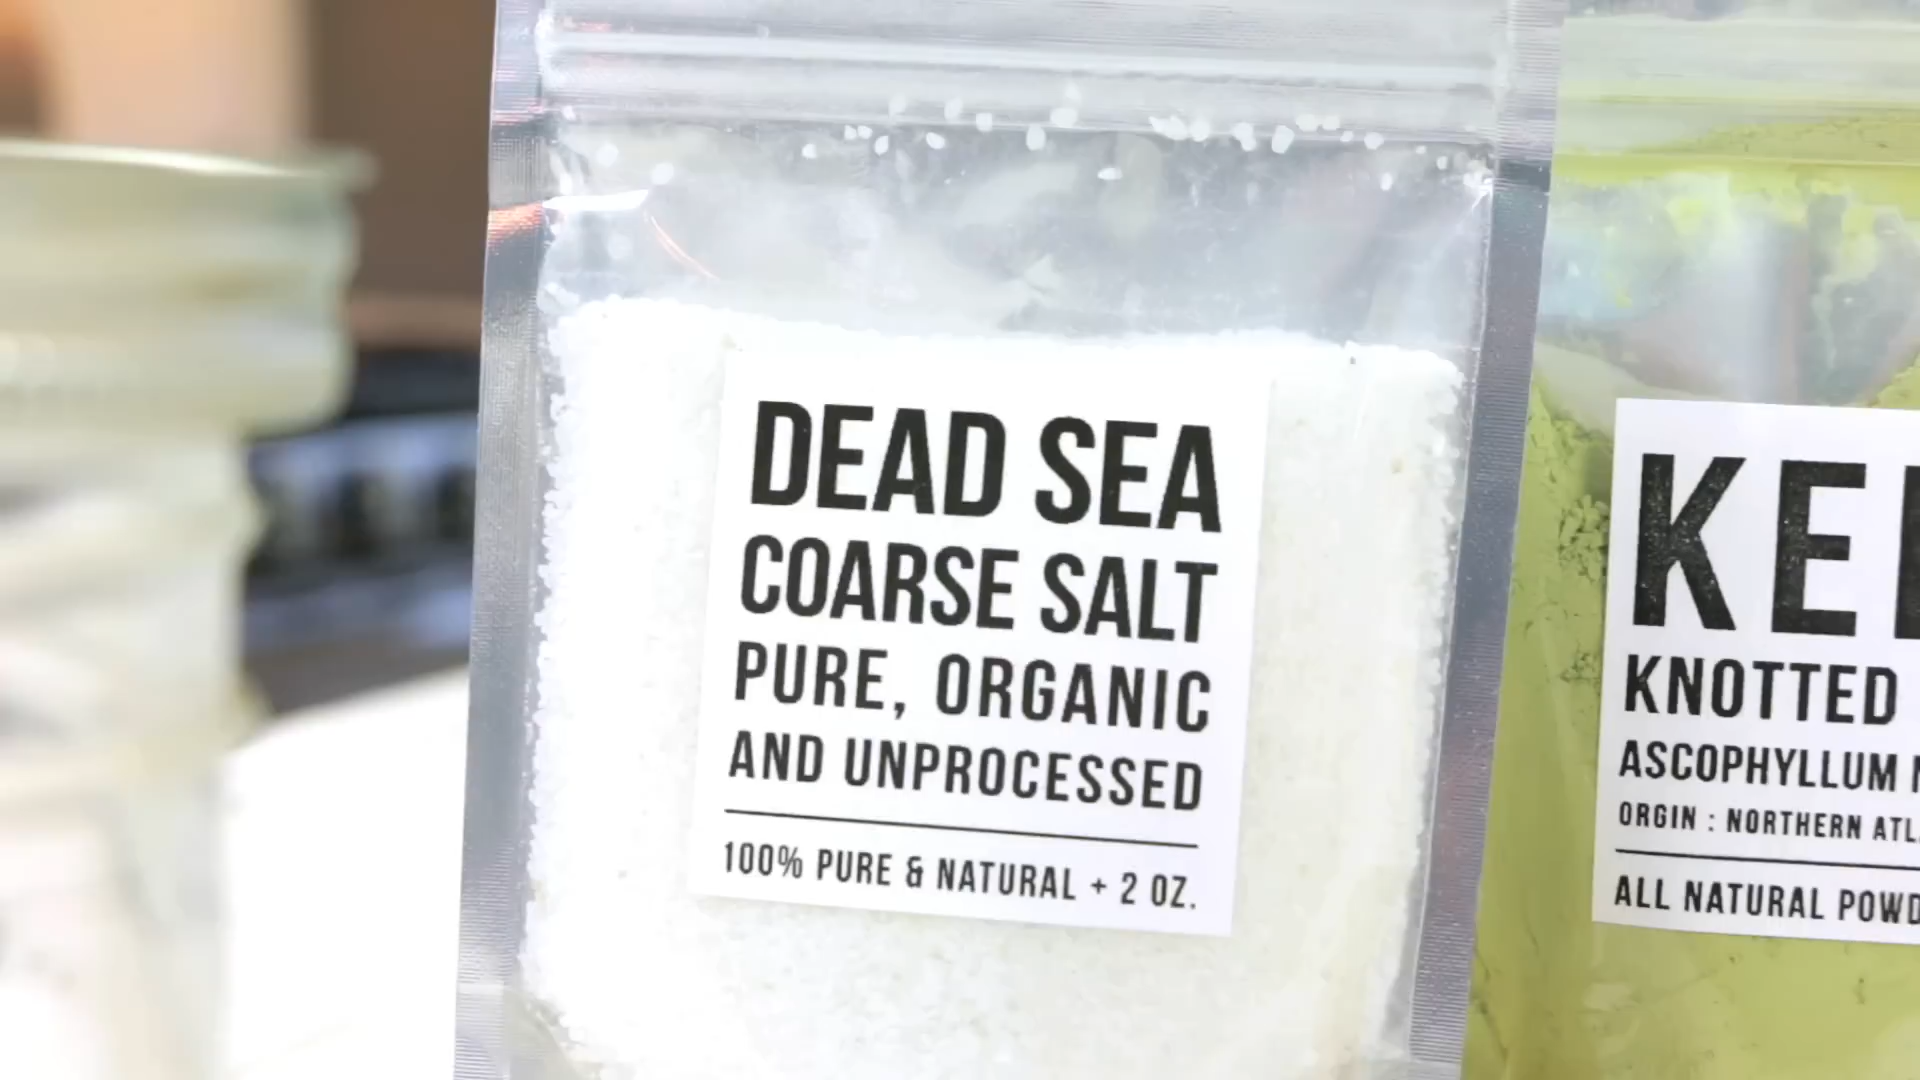 DEAD SEA
COARSE SALT
PURE, ORGANIC
AND UNPROCESSED
100% PURE & NATURAL + 2 OZ.
KNOTTED
ASCOPHYLLUM
ORGIN : NORTHERN
ALL NATURAL